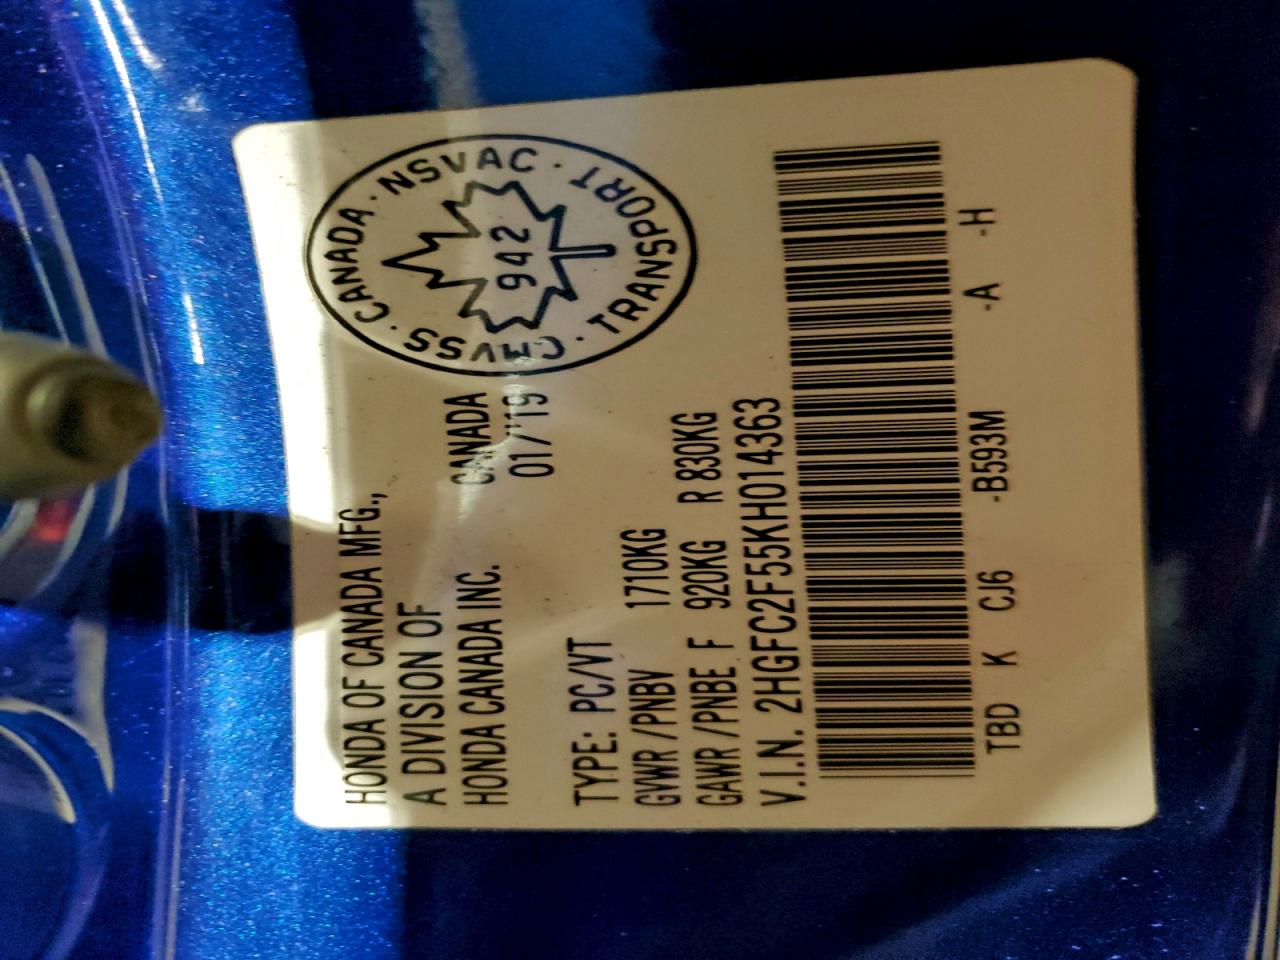 HONDA OF CANADA MFG.,
A DIVISION OF
HONDA CANADA INC. CANADA
01/'19
TYPE: PC/VT
GVWR/PNBV 1710KG
GAWR/PNBE F 920KG R 830KG
V.I.N. 2HGFC2F55KH014363
TBD K CJ6 -B593M -A -H
CANADA · NSVAC · TRANSPORT · CMVSS ·
942